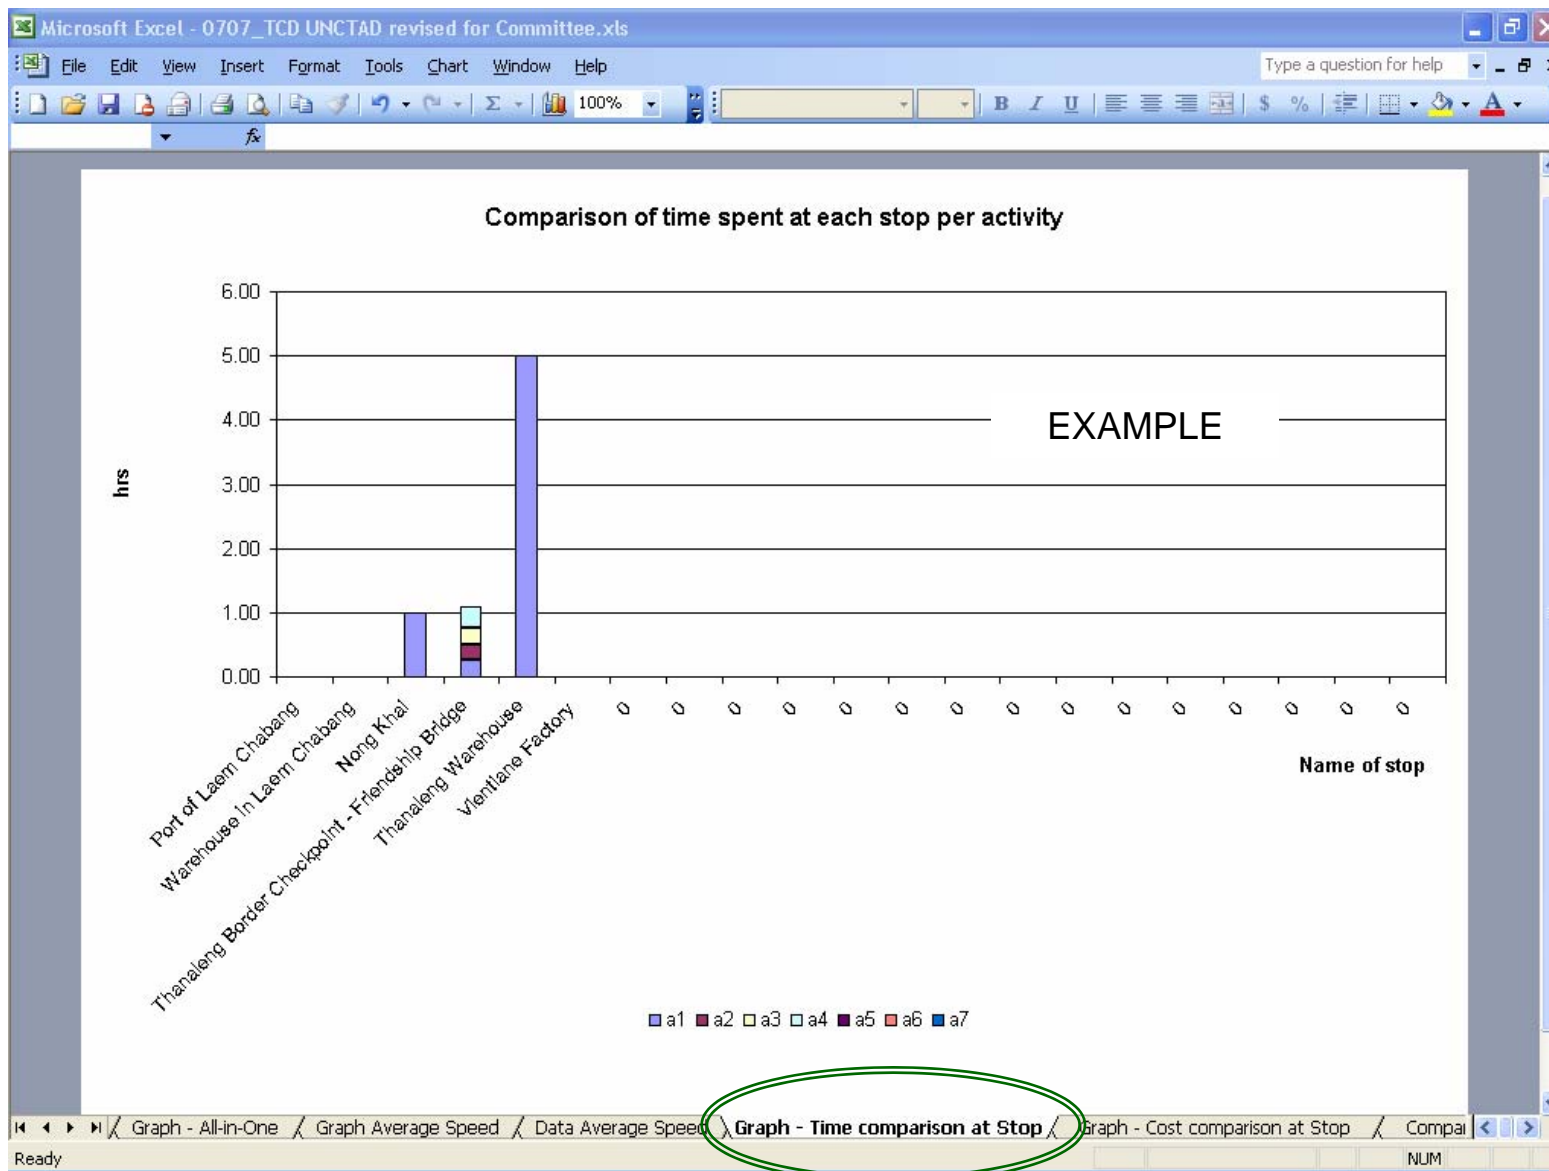 Microsoft Excel - 0707_TCD UNCTAD revised for Committee.xls
File Edit View Insert Format Tools Chart Window Help
Type a question for help
100%
B I U $ %
fx
Comparison of time spent at each stop per activity
6.00
5.00
4.00
3.00
2.00
1.00
0.00
hrs
EXAMPLE
Port of Laem Chabang
Warehouse in Laem Chabang
Nong Khai
Thanaleng Border Checkpoint - Friendship Bridge
Thanaleng Warehouse
Vientiane Factory
0 0 0 0 0 0 0 0 0 0 0 0 0 0 0
Name of stop
a1 a2 a3 a4 a5 a6 a7
Graph - All-in-One / Graph Average Speed / Data Average Speed \ Graph - Time comparison at Stop / Graph - Cost comparison at Stop / Compai
Ready
NUM